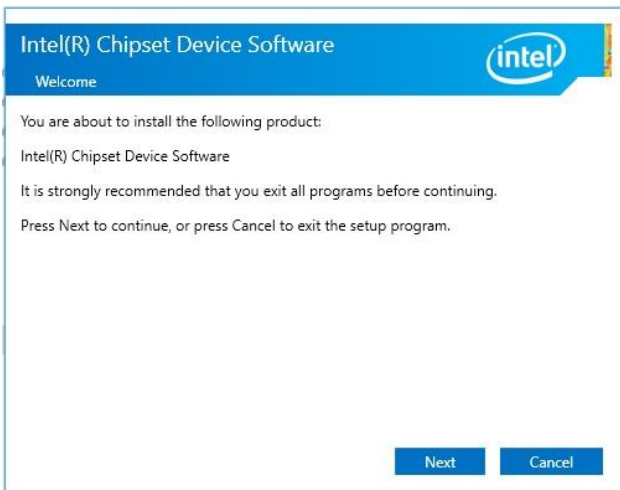 Intel(R) Chipset Device Software
intel
Welcome
You are about to install the following product:
Intel(R) Chipset Device Software
It is strongly recommended that you exit all programs before continuing.
Press Next to continue, or press Cancel to exit the setup program.
Next Cancel